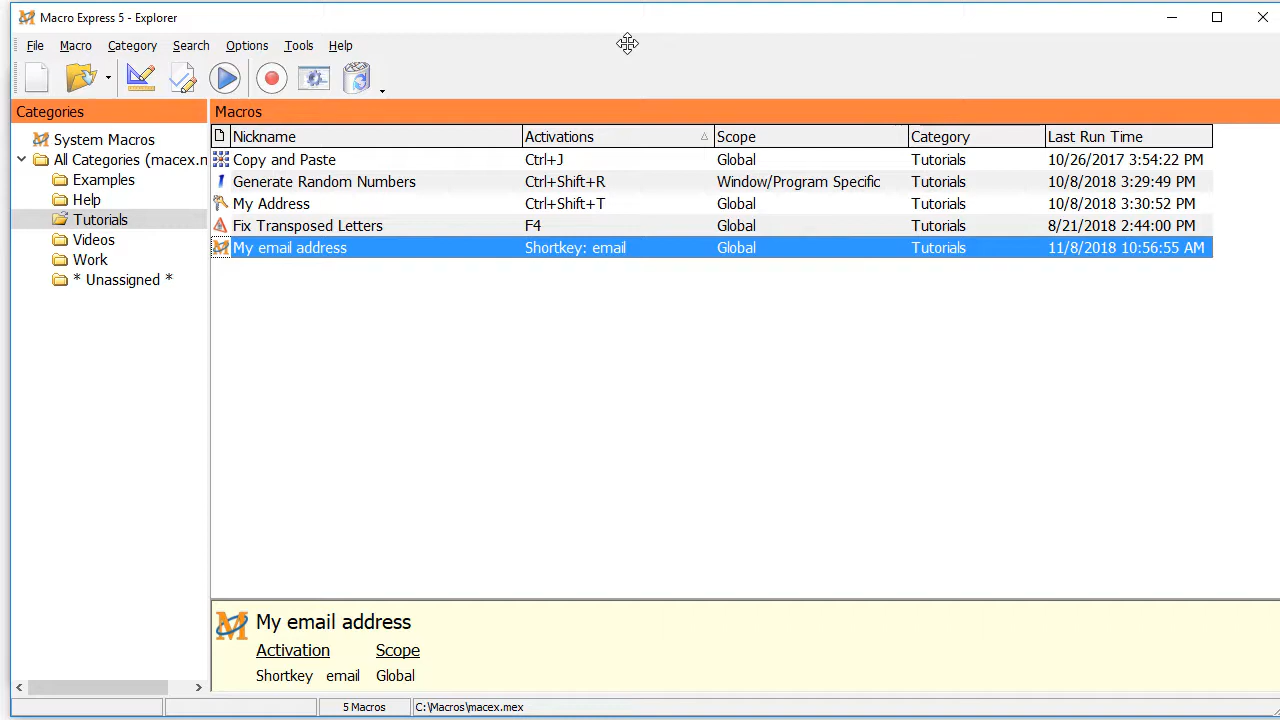 Macro Express 5 - Explorer
File Macro Category Search Options Tools Help
Categories
Macros
System Macros
All Categories (macex.n
Examples
Help
Tutorials
Videos
Work
* Unassigned *
Nickname Activations Scope Category Last Run Time
Copy and Paste Ctrl+J Global Tutorials 10/26/2017 3:54:22 PM
Generate Random Numbers Ctrl+Shift+R Window/Program Specific Tutorials 10/8/2018 3:29:49 PM
My Address Ctrl+Shift+T Global Tutorials 10/8/2018 3:30:52 PM
Fix Transposed Letters F4 Global Tutorials 8/21/2018 2:44:00 PM
My email address Shortkey: email Global Tutorials 11/8/2018 10:56:55 AM
My email address
Activation Scope
Shortkey email Global
5 Macros C:\Macros\macex.mex